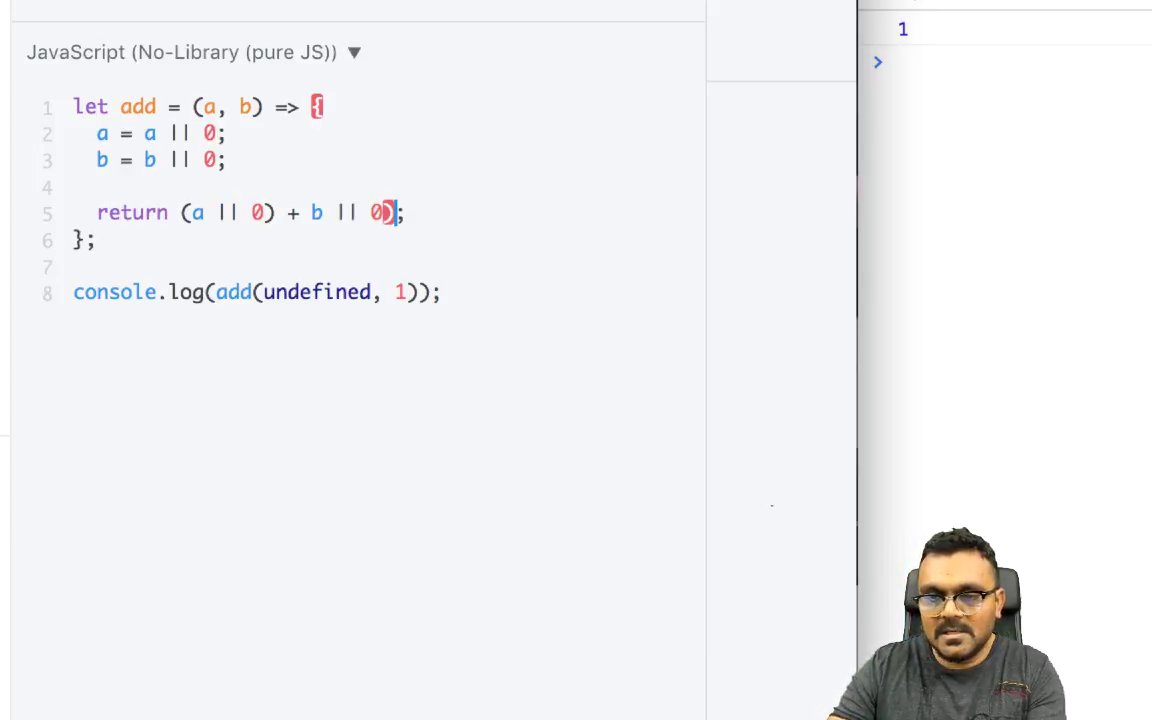 JavaScript (No-Library (pure JS)) ▼
1 let add = (a, b) => {
2   a = a || 0;
3   b = b || 0;
4
5   return (a || 0) + b || 0);
6 };
7
8 console.log(add(undefined, 1));
1
>